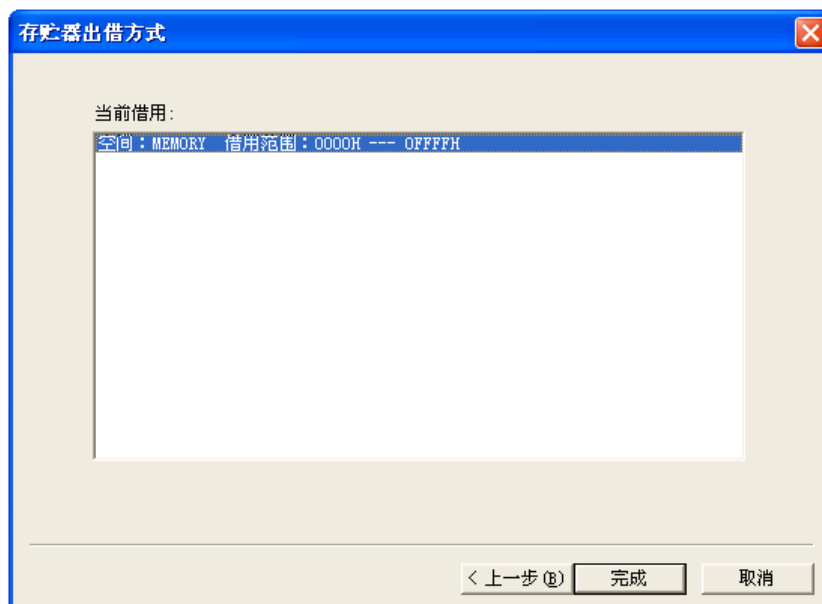 存贮器出借方式
当前借用:
空间：MEMORY 借用范围：0000H --- 0FFFFH
< 上一步(B) 完成 取消